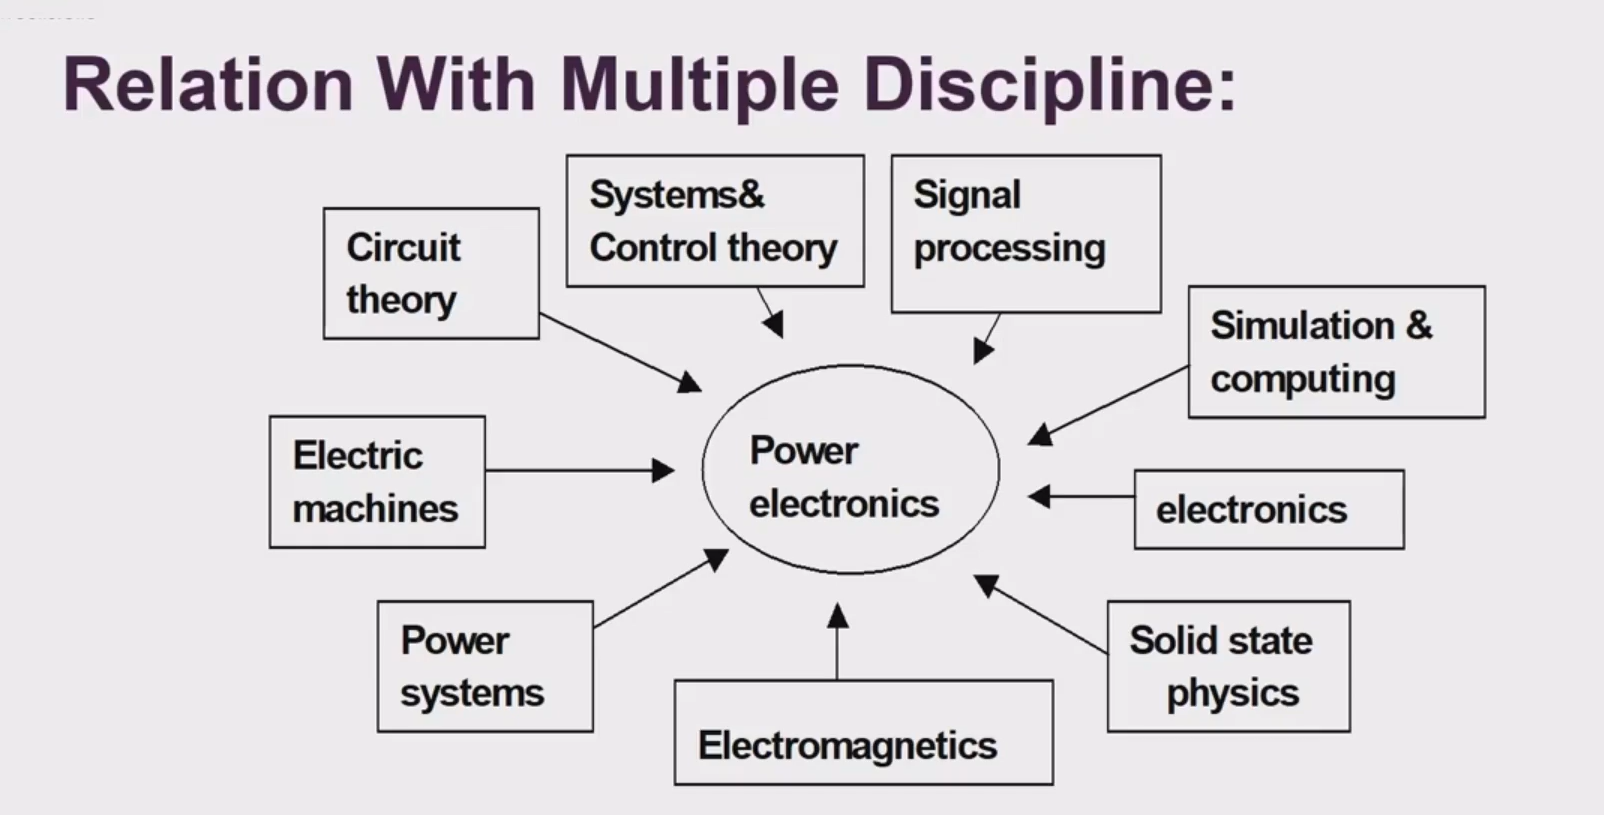 Relation With Multiple Discipline:
Systems&
Control theory
Signal
processing
Circuit
theory
Simulation &
computing
Electric
machines
Power
electronics
electronics
Power
systems
Solid state
physics
Electromagnetics